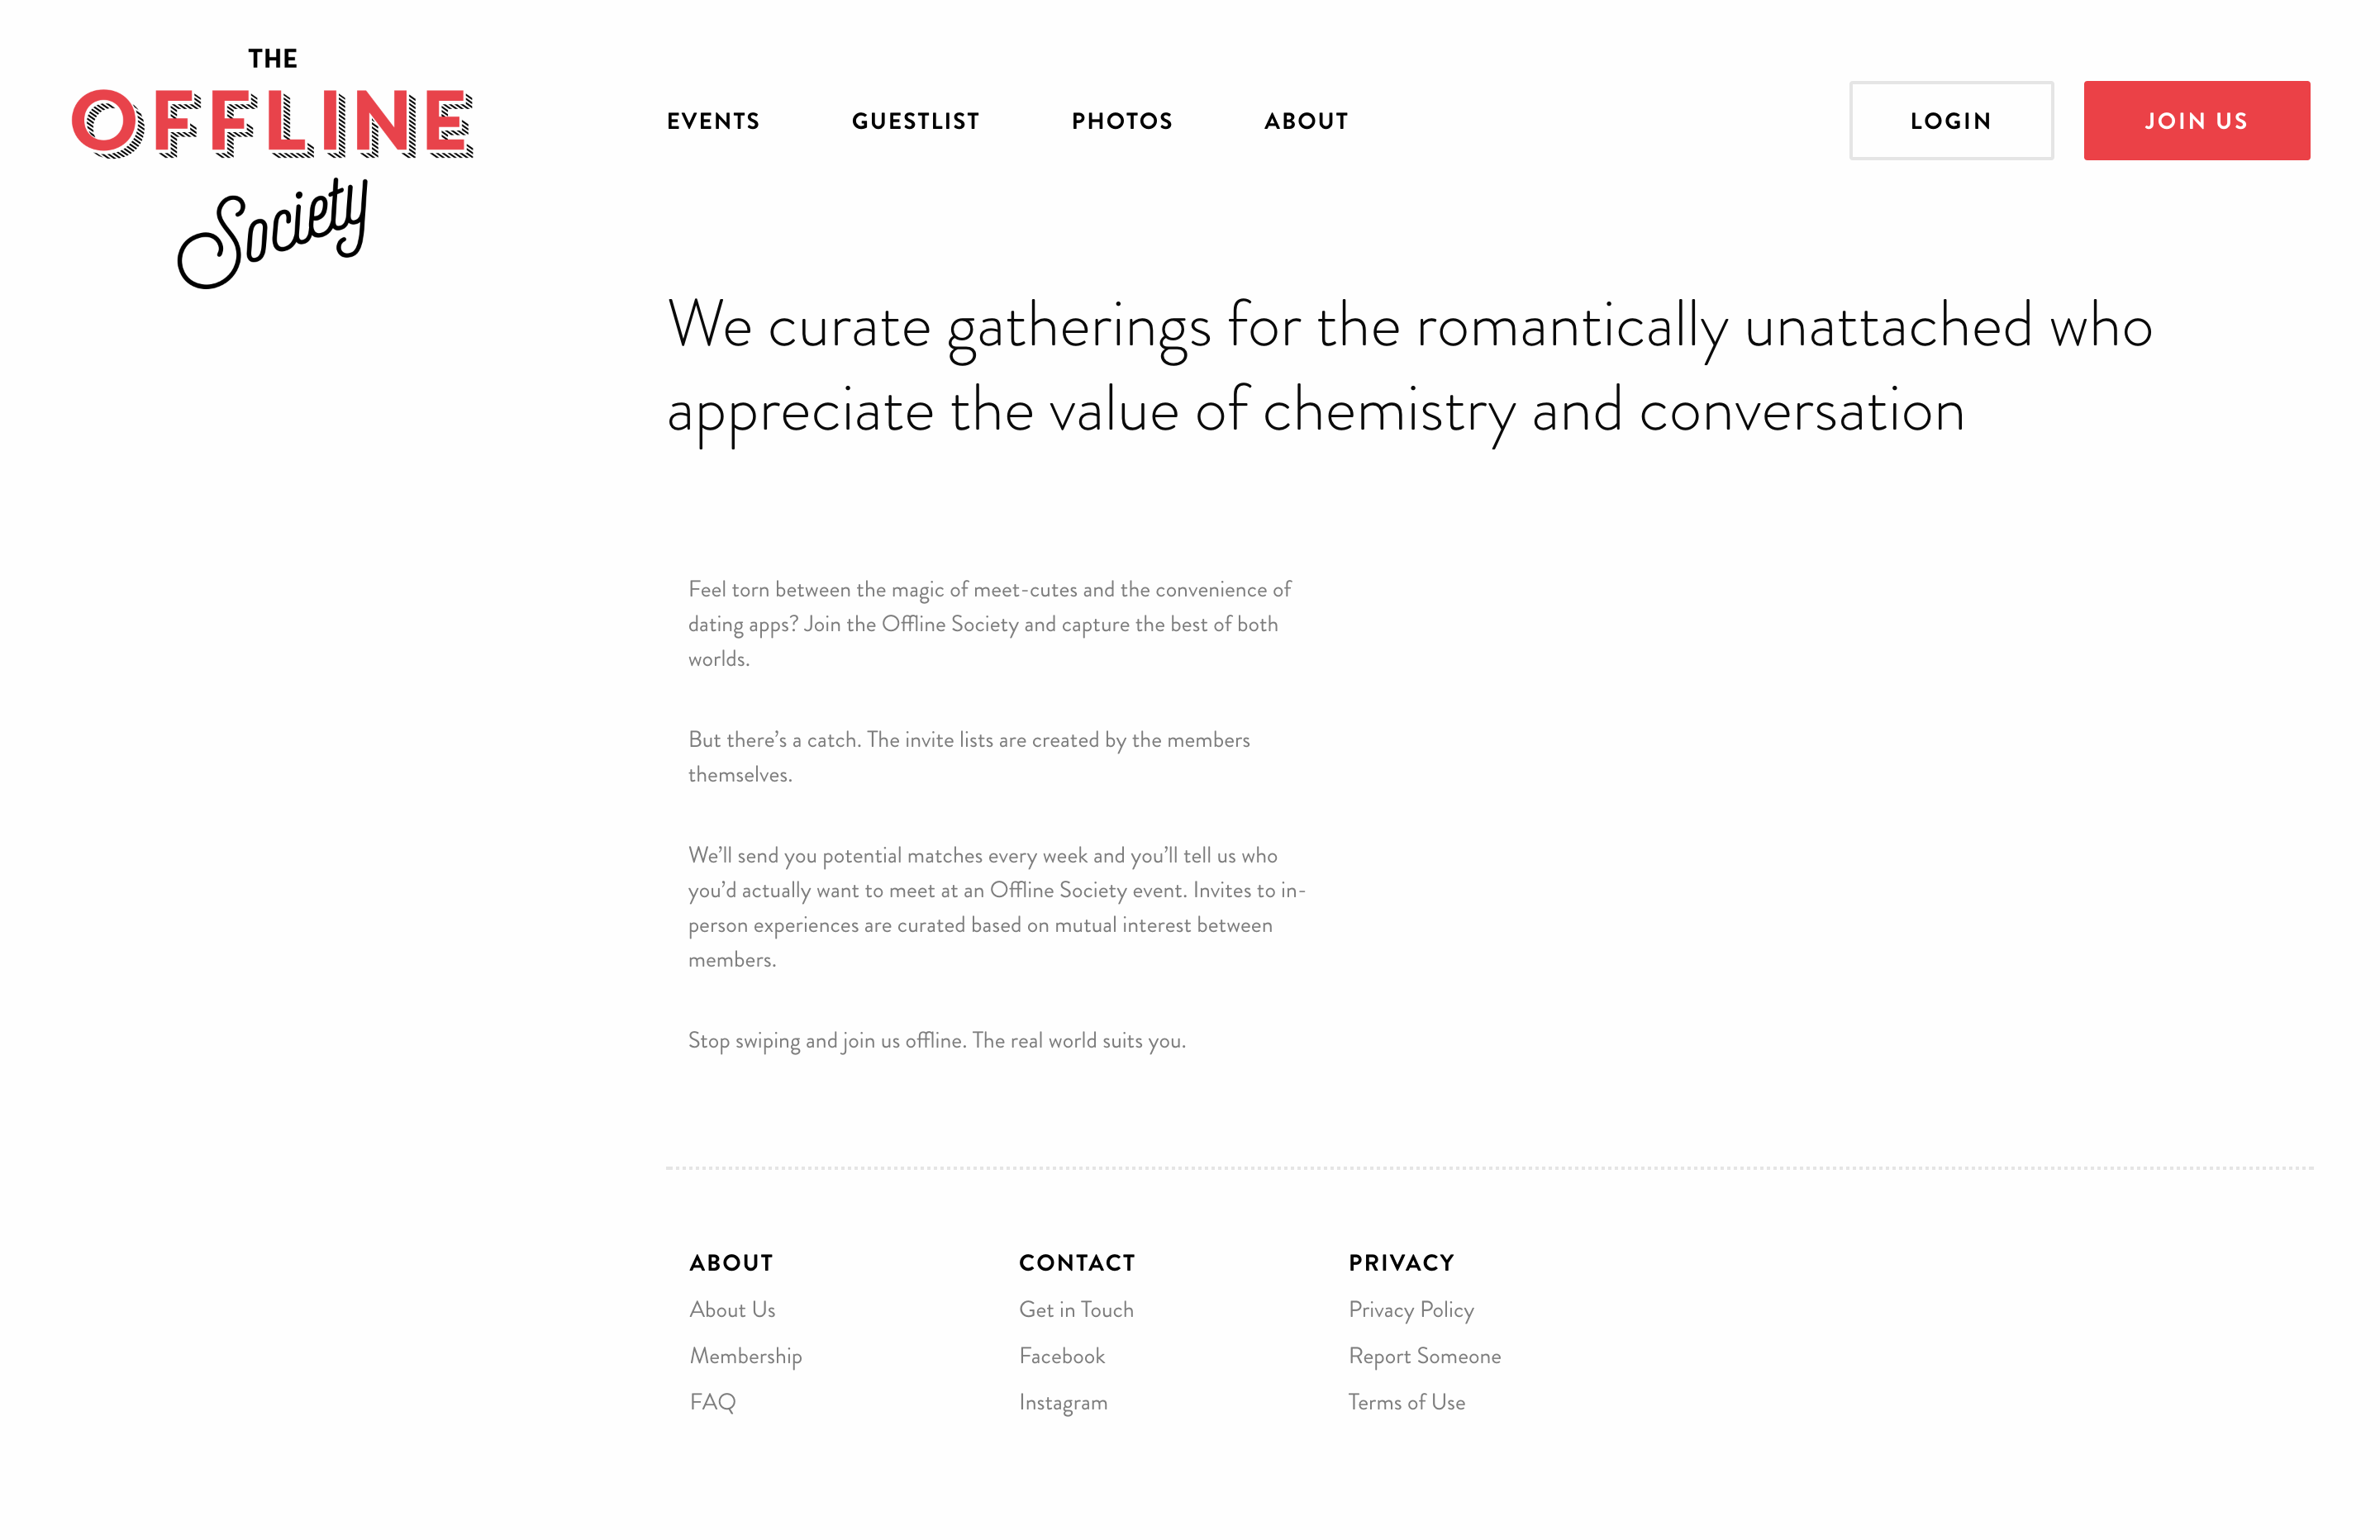 THE
OFFLINE
Society
EVENTS GUESTLIST PHOTOS ABOUT LOGIN JOIN US
We curate gatherings for the romantically unattached who
appreciate the value of chemistry and conversation
Feel torn between the magic of meet-cutes and the convenience of
dating apps? Join the Offline Society and capture the best of both
worlds.
But there’s a catch. The invite lists are created by the members
themselves.
We’ll send you potential matches every week and you’ll tell us who
you’d actually want to meet at an Offline Society event. Invites to in-
person experiences are curated based on mutual interest between
members.
Stop swiping and join us offline. The real world suits you.
ABOUT
About Us
Membership
FAQ
CONTACT
Get in Touch
Facebook
Instagram
PRIVACY
Privacy Policy
Report Someone
Terms of Use